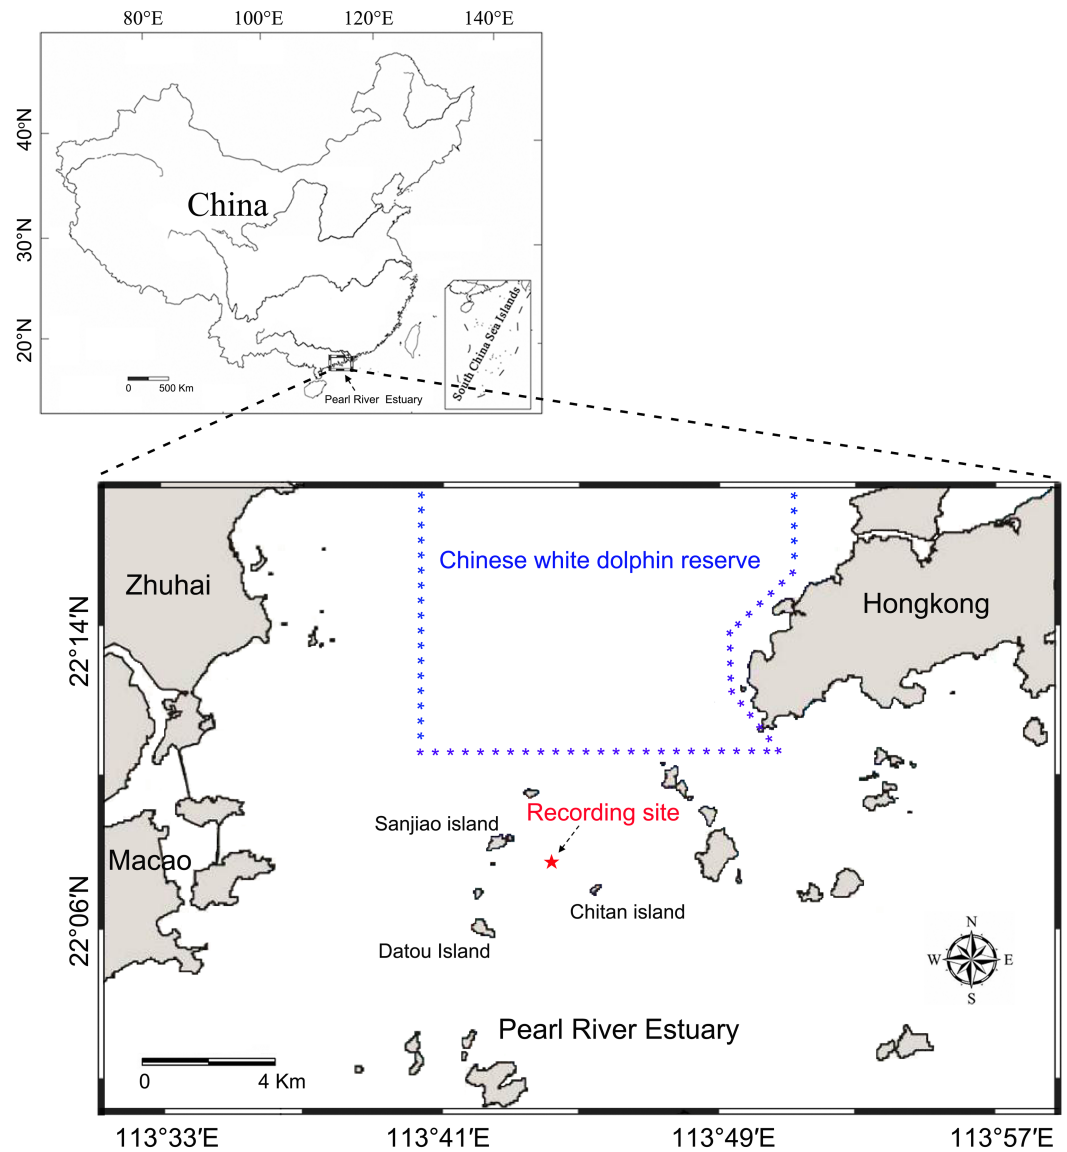 80°E 100°E 120°E 140°E
40°N
30°N
20°N
China
South China Sea Islands
0 500 Km
Pearl River Estuary
Chinese white dolphin reserve
Zhuhai
Hongkong
22°14′N
Recording site
Sanjiao island
Macao
22°06′N
Chitan island
Datou Island
N
W E
S
Pearl River Estuary
0 4 Km
113°33′E 113°41′E 113°49′E 113°57′E